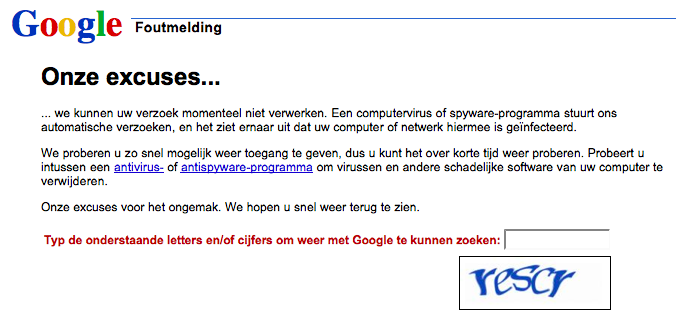 Google Foutmelding
Onze excuses...
... we kunnen uw verzoek momenteel niet verwerken. Een computervirus of spyware-programma stuurt ons
automatische verzoeken, en het ziet ernaar uit dat uw computer of netwerk hiermee is geïnfecteerd.
We proberen u zo snel mogelijk weer toegang te geven, dus u kunt het over korte tijd weer proberen. Probeert u
intussen een antivirus- of antispyware-programma om virussen en andere schadelijke software van uw computer te
verwijderen.
Onze excuses voor het ongemak. We hopen u snel weer terug te zien.
Typ de onderstaande letters en/of cijfers om weer met Google te kunnen zoeken:
rescr